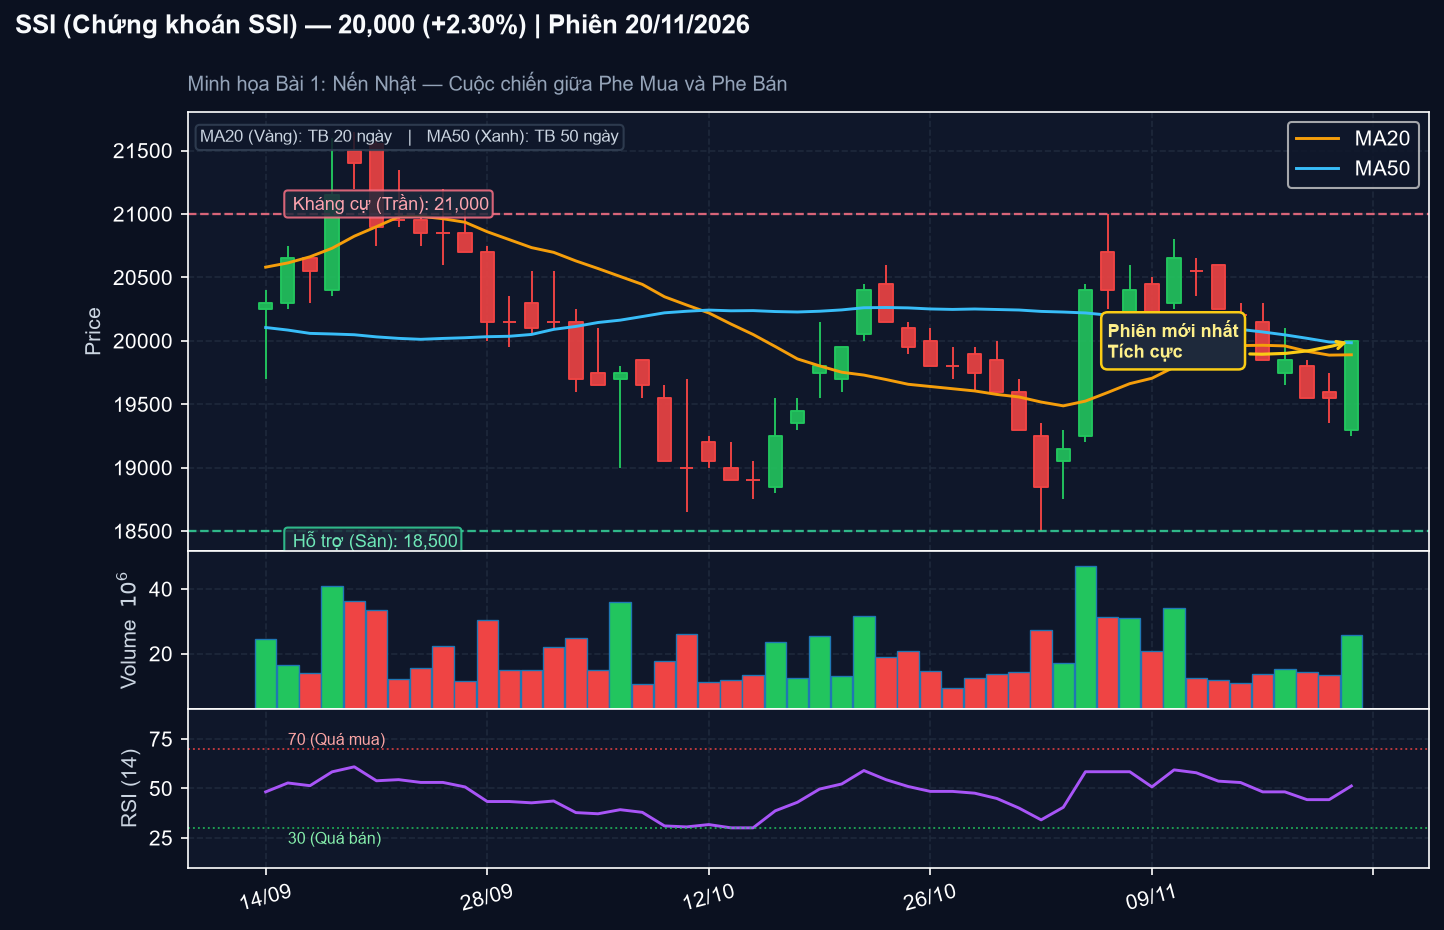 SSI (Chứng khoán SSI) — 20,000 (+2.30%) | Phiên 20/11/2026
Minh họa Bài 1: Nến Nhật — Cuộc chiến giữa Phe Mua và Phe Bán
MA20 (Vàng): TB 20 ngày | MA50 (Xanh): TB 50 ngày
MA20
MA50
Kháng cự (Trần): 21,000
Phiên mới nhất
Tích cực
Hỗ trợ (Sàn): 18,500
Price
21500
21000
20500
20000
19500
19000
18500
Volume 10⁶
40
20
RSI (14)
75
50
25
70 (Quá mua)
30 (Quá bán)
14/09
28/09
12/10
26/10
09/11